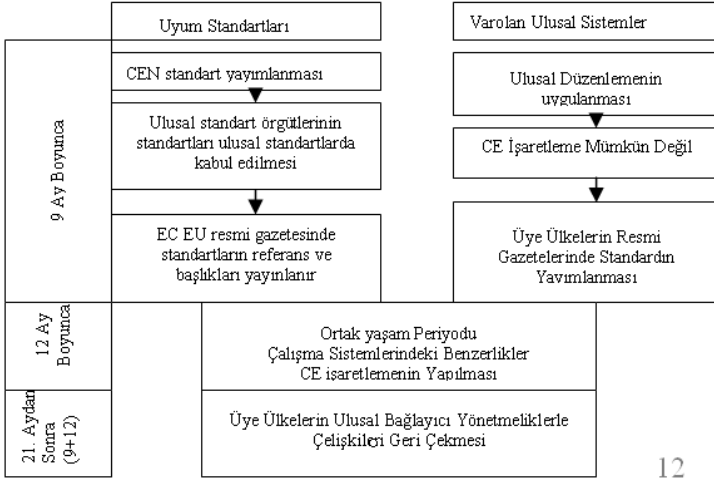 Uyum Standartları
Varolan Ulusal Sistemler
9 Ay Boyunca
CEN standart yayımlanması
Ulusal standart örgütlerinin
standartları ulusal standartlarda
kabul edilmesi
EC EU resmi gazetesinde
standartların referans ve
başlıkları yayınlanır
Ulusal Düzenlemenin
uygulanması
CE İşaretleme Mümkün Değil
Üye Ülkelerin Resmi
Gazetelerinde Standardın
Yayımlanması
12 Ay
Boyunca
Ortak yaşam Periyodu
Çalışma Sistemlerindeki Benzerlikler
CE işaretlemenin Yapılması
21. Aydan
Sonra
(9+12)
Üye Ülkelerin Ulusal Bağlayıcı Yönetmeliklerle
Çelişkileri Geri Çekmesi
12